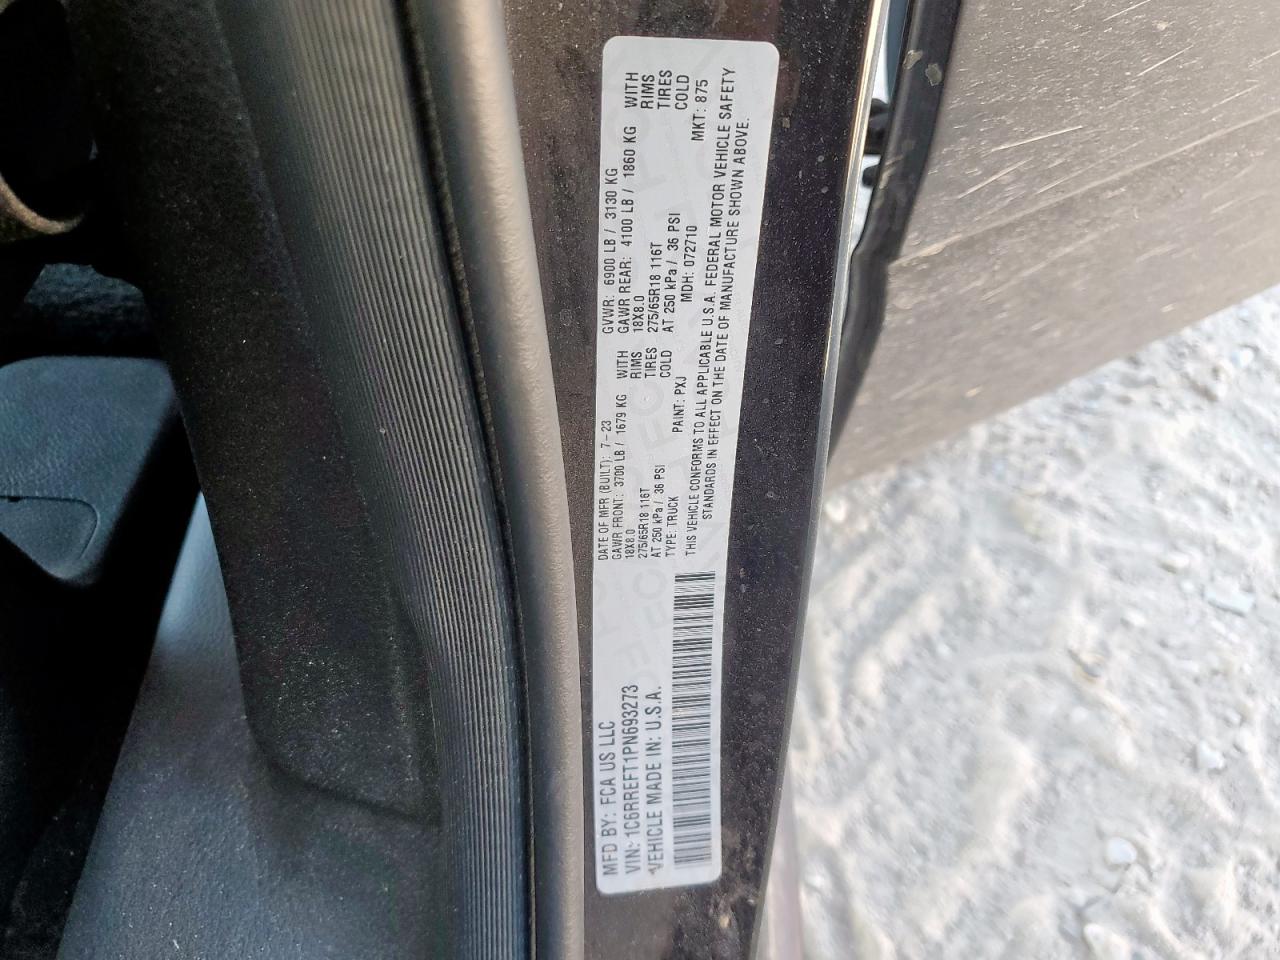 MFD BY: FCA US LLC
VIN: 1C6RREFT1PN693273
VEHICLE MADE IN: U.S.A.
DATE OF MFR (BUILT): 7-23 GVWR: 6900 LB / 3130 KG
GAWR FRONT: 3700 LB / 1679 KG WITH GAWR REAR: 4100 LB / 1860 KG WITH
18X8.0 RIMS 18X8.0 RIMS
275/65R18 116T TIRES 275/65R18 116T TIRES
AT 250 kPa / 36 PSI COLD AT 250 kPa / 36 PSI COLD
TYPE: TRUCK PAINT: PXJ MDH: 072710 MKT: 875
THIS VEHICLE CONFORMS TO ALL APPLICABLE U.S.A. FEDERAL MOTOR VEHICLE SAFETY
STANDARDS IN EFFECT ON THE DATE OF MANUFACTURE SHOWN ABOVE.